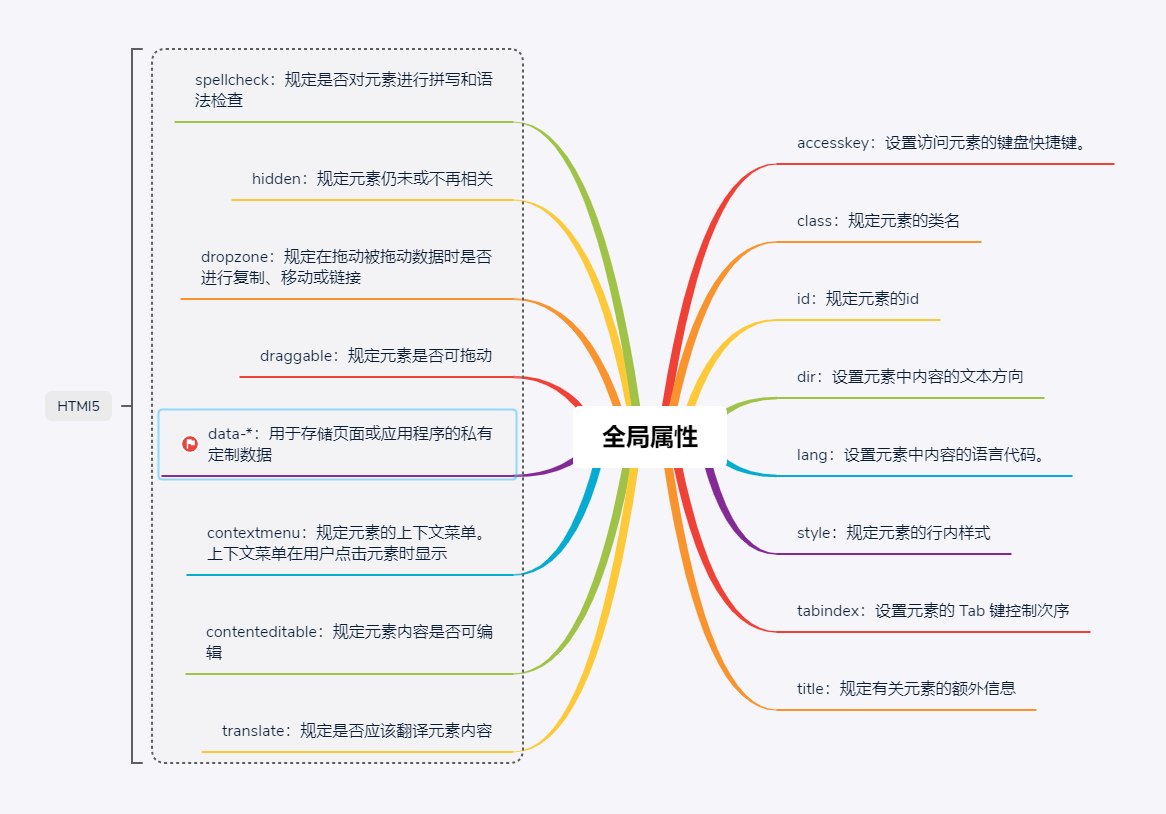 HTMl5
spellcheck：规定是否对元素进行拼写和语
法检查
hidden：规定元素仍未或不再相关
dropzone：规定在拖动被拖动数据时是否
进行复制、移动或链接
draggable：规定元素是否可拖动
data-*：用于存储页面或应用程序的私有
定制数据
contextmenu：规定元素的上下文菜单。
上下文菜单在用户点击元素时显示
contenteditable：规定元素内容是否可编
辑
translate：规定是否应该翻译元素内容
全局属性
accesskey：设置访问元素的键盘快捷键。
class：规定元素的类名
id：规定元素的id
dir：设置元素中内容的文本方向
lang：设置元素中内容的语言代码。
style：规定元素的行内样式
tabindex：设置元素的 Tab 键控制次序
title：规定有关元素的额外信息